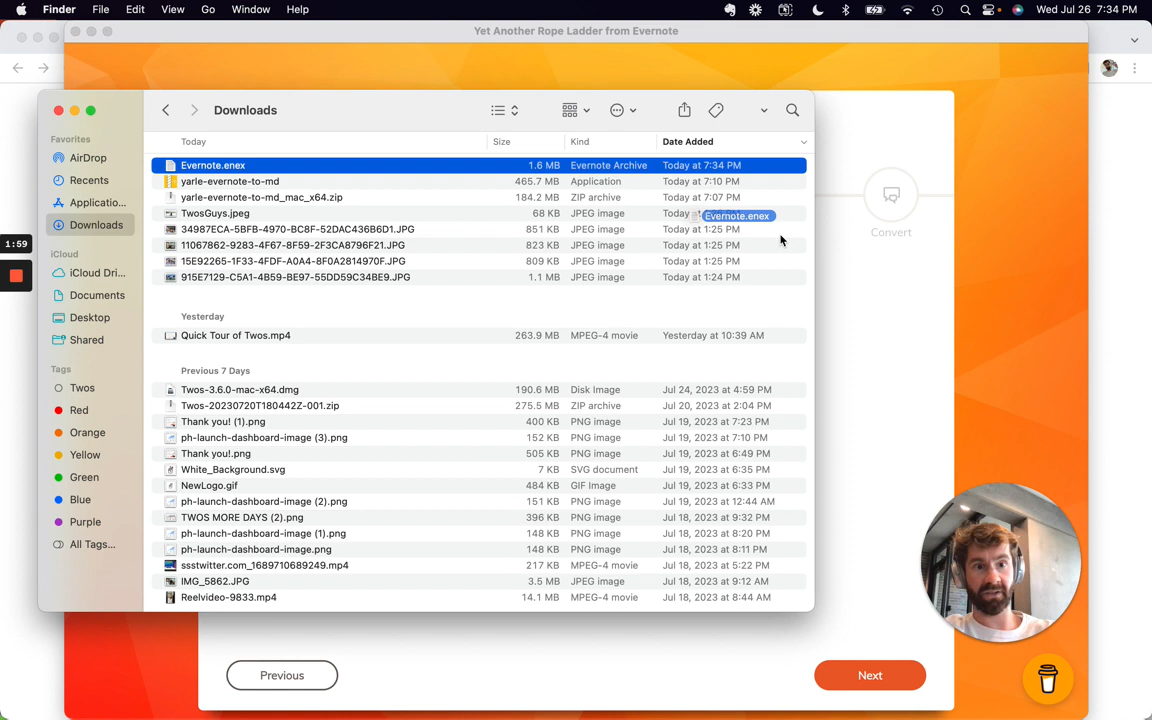 Finder File Edit View Go Window Help Wed Jul 26 7:34 PM
Yet Another Rope Ladder from Evernote
Downloads
Favorites
AirDrop
Recents
Applicatio...
Downloads
iCloud
iCloud Dri...
Documents
Desktop
Shared
Tags
Twos
Red
Orange
Yellow
Green
Blue
Purple
All Tags...
1:59
Today Size Kind Date Added
Evernote.enex 1.6 MB Evernote Archive Today at 7:34 PM
yarle-evernote-to-md 465.7 MB Application Today at 7:10 PM
yarle-evernote-to-md_mac_x64.zip 184.2 MB ZIP archive Today at 7:07 PM
TwosGuys.jpeg 68 KB JPEG image Today
Evernote.enex
34987ECA-5BFB-4970-BC8F-52DAC436B6D1.JPG 851 KB JPEG image Today at 1:25 PM
11067862-9283-4F67-8F59-2F3CA8796F21.JPG 823 KB JPEG image Today at 1:25 PM
15E92265-1F33-4FDF-A0A4-8F0A2814970F.JPG 809 KB JPEG image Today at 1:25 PM
915E7129-C5A1-4B59-BE97-55DD59C34BE9.JPG 1.1 MB JPEG image Today at 1:24 PM
Yesterday
Quick Tour of Twos.mp4 263.9 MB MPEG-4 movie Yesterday at 10:39 AM
Previous 7 Days
Twos-3.6.0-mac-x64.dmg 190.6 MB Disk Image Jul 24, 2023 at 4:59 PM
Twos-20230720T180442Z-001.zip 275.5 MB ZIP archive Jul 20, 2023 at 2:04 PM
Thank you! (1).png 400 KB PNG image Jul 19, 2023 at 7:23 PM
ph-launch-dashboard-image (3).png 152 KB PNG image Jul 19, 2023 at 7:10 PM
Thank you!.png 505 KB PNG image Jul 19, 2023 at 6:49 PM
White_Background.svg 7 KB SVG document Jul 19, 2023 at 6:35 PM
NewLogo.gif 484 KB GIF Image Jul 19, 2023 at 6:33 PM
ph-launch-dashboard-image (2).png 151 KB PNG image Jul 19, 2023 at 12:44 AM
TWOS MORE DAYS (2).png 396 KB PNG image Jul 18, 2023 at 9:32 PM
ph-launch-dashboard-image (1).png 148 KB PNG image Jul 18, 2023 at 8:20 PM
ph-launch-dashboard-image.png 148 KB PNG image Jul 18, 2023 at 8:11 PM
ssstwitter.com_1689710689249.mp4 217 KB MPEG-4 movie Jul 18, 2023 at 5:22 PM
IMG_5862.JPG 3.5 MB JPEG image Jul 18, 2023 at 9:12 AM
Reelvideo-9833.mp4 14.1 MB MPEG-4 movie Jul 18, 2023 at 8:44 AM
Convert
Previous
Next